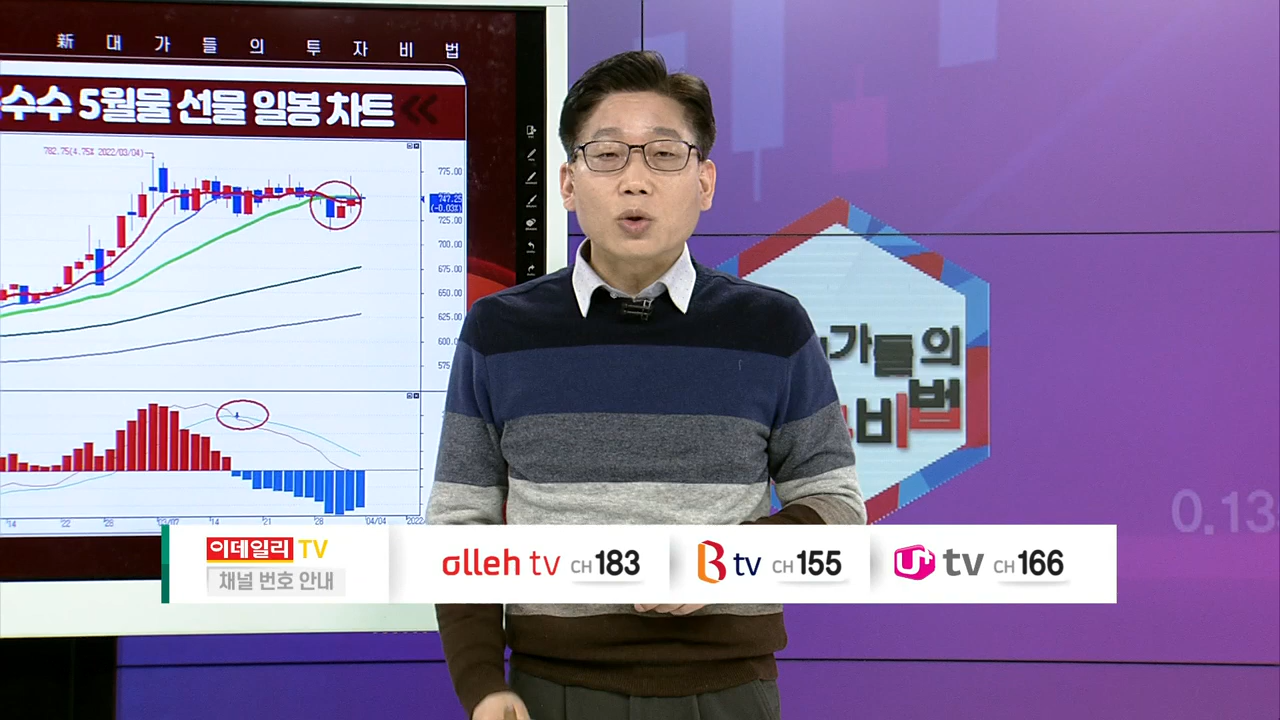 新대가들의 투자비법
수수 5월물 선물 일봉 차트
782.75(4.75% 2022/03/04)
775.00
747.25
(-0.03%)
725.00
700.00
675.00
650.00
625.00
600.00
575
14
22
28
03/07
14
21
28
04/04
2022
가들의
비법
0.13
이데일리 TV
채널 번호 안내
olleh tv CH 183
B tv CH 155
U+ tv CH 166